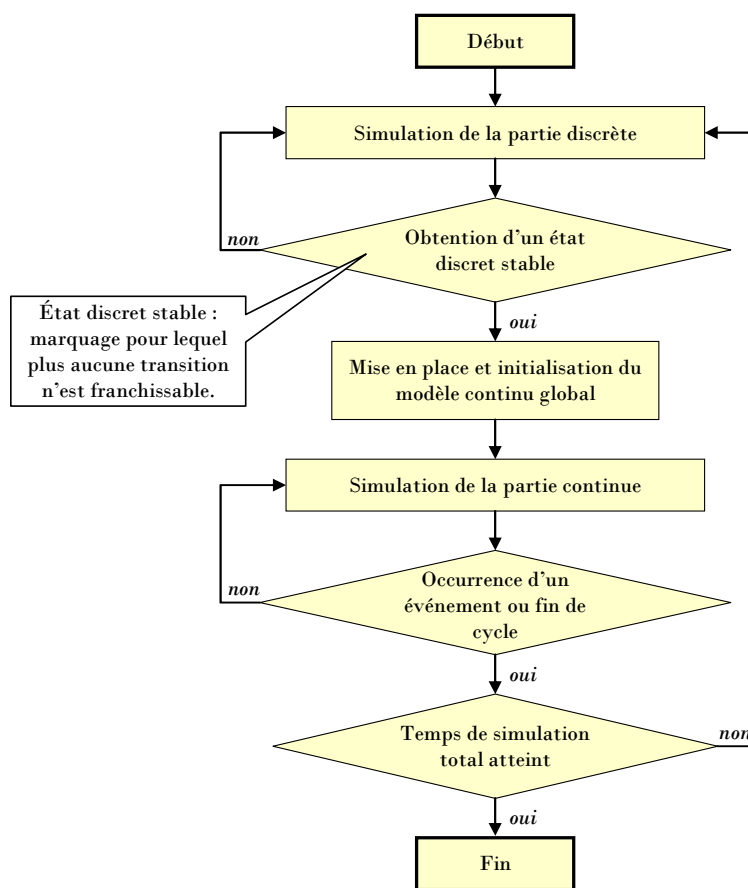 Début
Simulation de la partie discrète
non
Obtention d'un état
discret stable
État discret stable :
marquage pour lequel
plus aucune transition
n'est franchissable.
oui
Mise en place et initialisation du
modèle continu global
Simulation de la partie continue
non
Occurrence d'un
événement ou fin de
cycle
oui
Temps de simulation
total atteint
non
oui
Fin